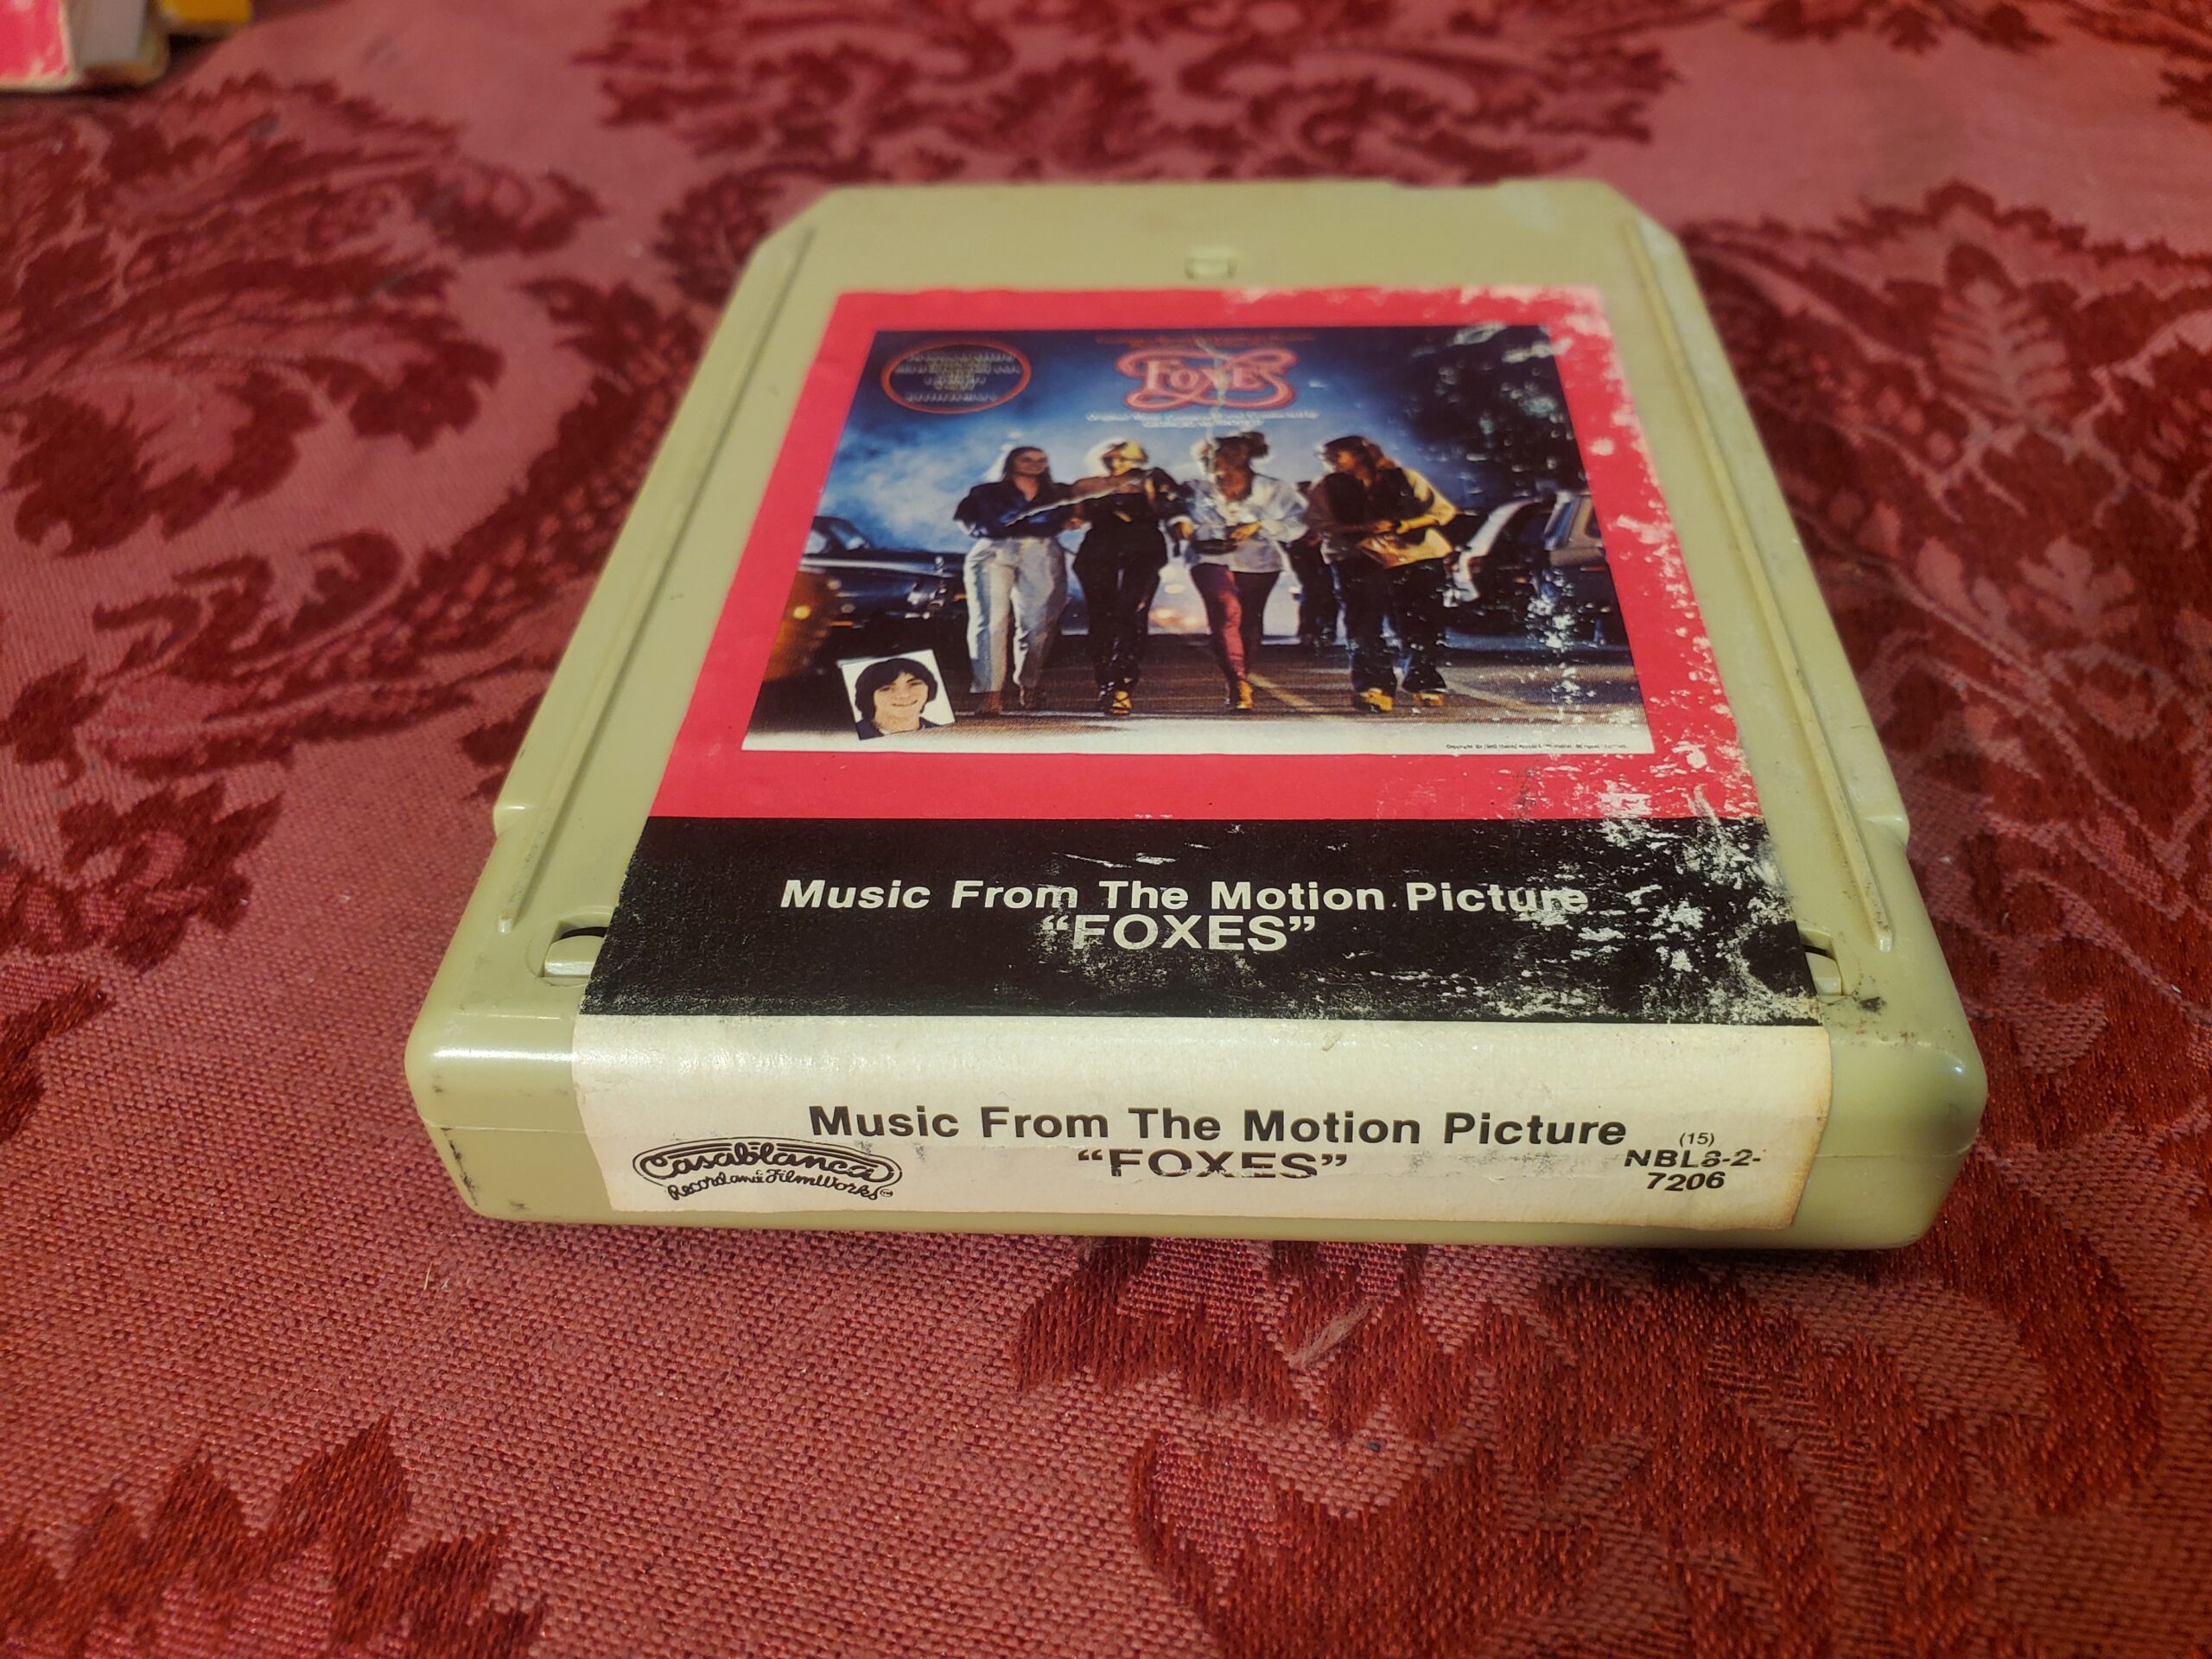 FOXES
Music From The Motion Picture
“FOXES”
Music From The Motion Picture
“FOXES”
Casablanca
Record and FilmWorks
(15)
NBL8-2-
7206